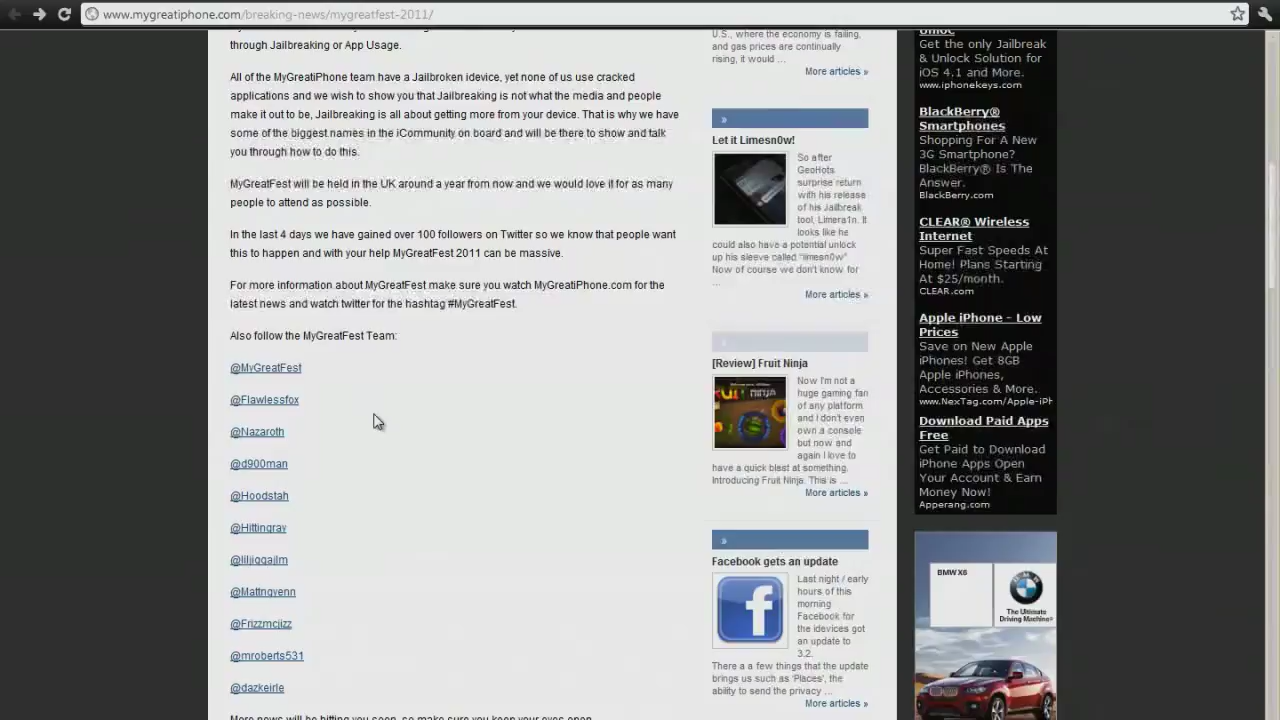 www.mygreatiphone.com/breaking-news/mygreatfest-2011/
through Jailbreaking or App Usage.
All of the MyGreatiPhone team have a Jailbroken idevice, yet none of us use cracked
applications and we wish to show you that Jailbreaking is not what the media and people
make it out to be, Jailbreaking is all about getting more from your device. That is why we have
some of the biggest names in the iCommunity on board and will be there to show and talk
you through how to do this.
MyGreatFest will be held in the UK around a year from now and we would love it for as many
people to attend as possible.
In the last 4 days we have gained over 100 followers on Twitter so we know that people want
this to happen and with your help MyGreatFest 2011 can be massive.
For more information about MyGreatFest make sure you watch MyGreatiPhone.com for the
latest news and watch twitter for the hashtag #MyGreatFest.
Also follow the MyGreatFest Team:
@MyGreatFest
@Flawlessfox
@Nazaroth
@d900man
@Hoodstah
@Hittingray
@Mattngvenn
@Frizzmcjizz
@mroberts531
@dazkeirle
More news will be hitting you soon, so make sure you keep your eyes open
U.S., where the economy is failing,
and gas prices are continually
rising, it would ...
More articles »
»
Let it Limesn0w!
So after
GeoHots
surprise return
with his release
of his Jailbreak
tool, Limera1n. It
looks like he
could also have a potential unlock
up his sleeve called "limesn0w"
Now of course we don't know for
...
More articles »
»
[Review] Fruit Ninja
Now I'm not a
huge gaming fan
of any platform
and I don't even
own a console
but now and
again I love to
have a quick blast at something.
Introducing Fruit Ninja. This is ...
More articles »
»
Facebook gets an update
Last night / early
hours of this
morning
Facebook for
the idevices got
an update to
3.2.
There a a few things that the update
brings us such as 'Places', the
ability to send the privacy ...
More articles »
Get the only Jailbreak
& Unlock Solution for
iOS 4.1 and More.
www.iphonekeys.com
BlackBerry®
Smartphones
Shopping For A New
3G Smartphone?
BlackBerry® Is The
Answer.
BlackBerry.com
CLEAR® Wireless
Internet
Super Fast Speeds At
Home! Plans Starting
At $25/month.
CLEAR.com
Apple iPhone - Low
Prices
Save on New Apple
iPhones! Get 8GB
Apple iPhones,
Accessories & More.
www.NexTag.com/Apple-iPh
Download Paid Apps
Free
Get Paid to Download
iPhone Apps Open
Your Account & Earn
Money Now!
Apperang.com
BMW X6
The Ultimate
Driving Machine®